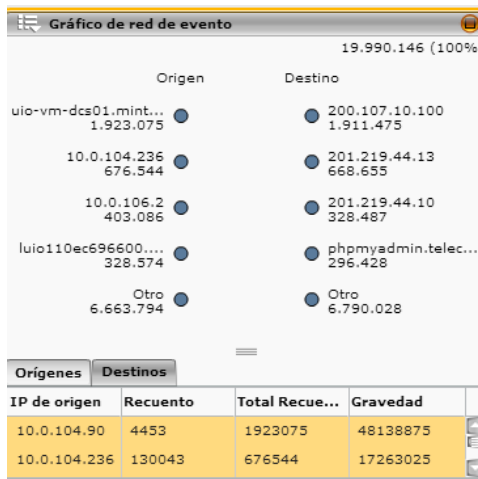 Gráfico de red de evento
19.990.146 (100%
Origen Destino
uio-vm-dcs01.mint... 200.107.10.100
1.923.075 1.911.475
10.0.104.236 201.219.44.13
676.544 668.655
10.0.106.2 201.219.44.10
403.086 328.487
luio110ec696600.... phpmyadmin.telec...
328.574 296.428
Otro Otro
6.663.794 6.790.028
Orígenes Destinos
IP de origen Recuento Total Recue... Gravedad
10.0.104.90 4453 1923075 48138875
10.0.104.236 130043 676544 17263025